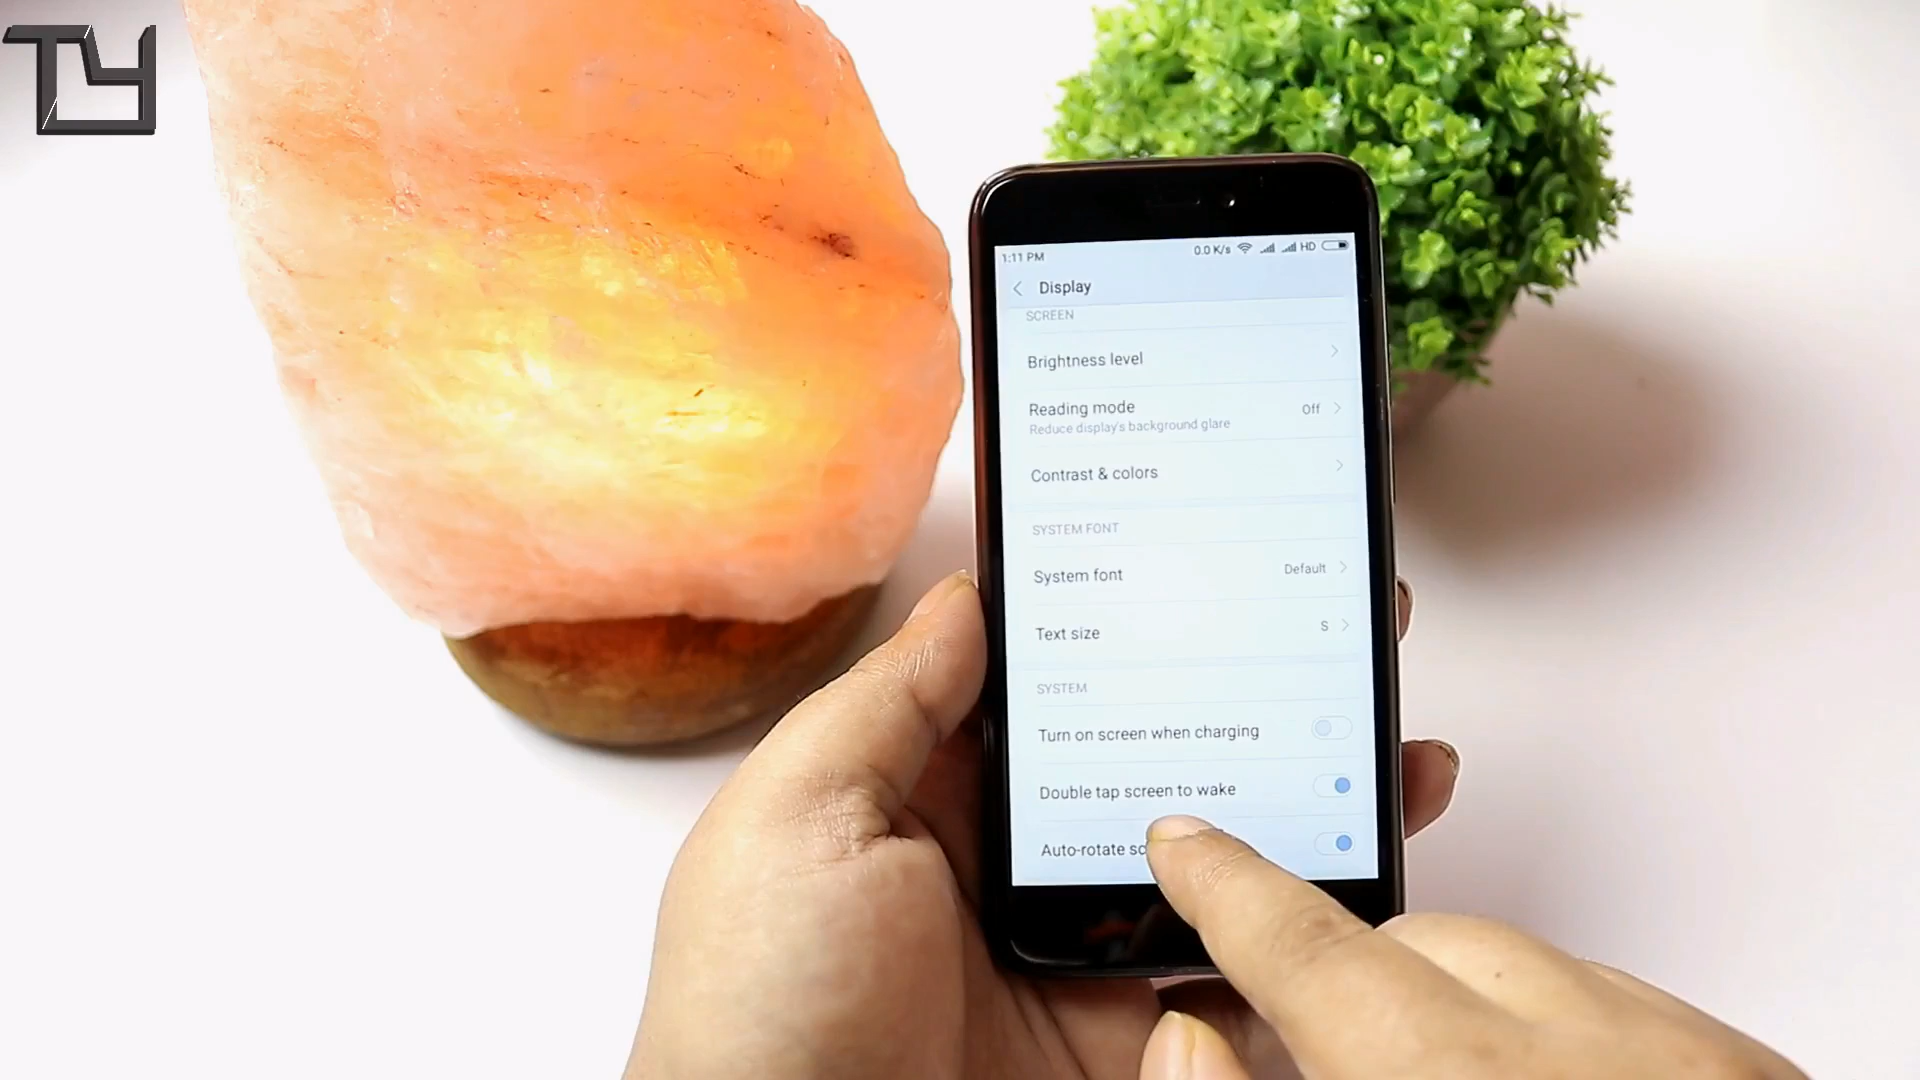 TY
1:11 PM 0.0 K/s HD
Display
SCREEN
Brightness level
Reading mode Off
Reduce display's background glare
Contrast & colors
SYSTEM FONT
System font Default
Text size S
SYSTEM
Turn on screen when charging
Double tap screen to wake
Auto-rotate